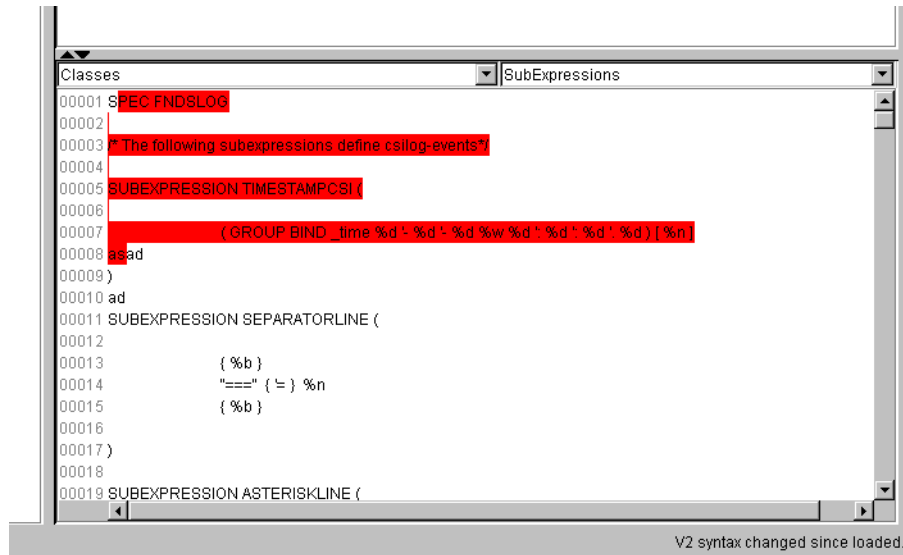 Classes SubExpressions
00001 SPEC FNDSLOG
00002
00003 /* The following subexpressions define csilog-events*/
00004
00005 SUBEXPRESSION TIMESTAMPCSI (
00006
00007 ( GROUP BIND _time %d '- %d '- %d %w %d ': %d ': %d '. %d ) [ %n ]
00008 asad
00009 )
00010 ad
00011 SUBEXPRESSION SEPARATORLINE (
00012
00013 { %b }
00014 "===" { '= } %n
00015 { %b }
00016
00017 )
00018
00019 SUBEXPRESSION ASTERISKLINE (
V2 syntax changed since loaded.